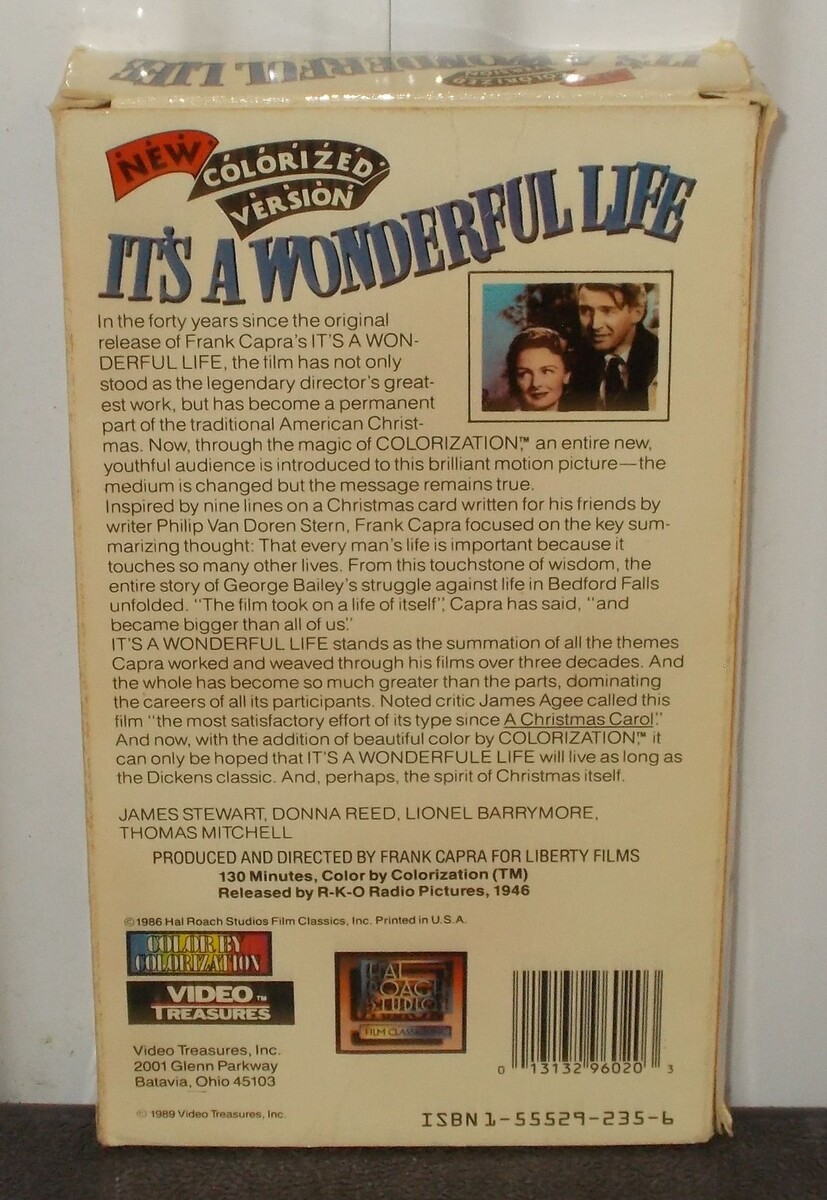 IT'S A WONDERFUL LIFE
COLORIZED
VERSION
NEW
COLORIZED
VERSION
IT'S A WONDERFUL LIFE
In the forty years since the original
release of Frank Capra's IT'S A WON-
DERFUL LIFE, the film has not only
stood as the legendary director's great-
est work, but has become a permanent
part of the traditional American Christ-
mas. Now, through the magic of COLORIZATION,™ an entire new,
youthful audience is introduced to this brilliant motion picture—the
medium is changed but the message remains true.
Inspired by nine lines on a Christmas card written for his friends by
writer Philip Van Doren Stern, Frank Capra focused on the key sum-
marizing thought: That every man's life is important because it
touches so many other lives. From this touchstone of wisdom, the
entire story of George Bailey's struggle against life in Bedford Falls
unfolded. "The film took on a life of itself", Capra has said, "and
became bigger than all of us."
IT'S A WONDERFUL LIFE stands as the summation of all the themes
Capra worked and weaved through his films over three decades. And
the whole has become so much greater than the parts, dominating
the careers of all its participants. Noted critic James Agee called this
film "the most satisfactory effort of its type since A Christmas Carol."
And now, with the addition of beautiful color by COLORIZATION,™ it
can only be hoped that IT'S A WONDERFULE LIFE will live as long as
the Dickens classic. And, perhaps, the spirit of Christmas itself.
JAMES STEWART, DONNA REED, LIONEL BARRYMORE,
THOMAS MITCHELL
PRODUCED AND DIRECTED BY FRANK CAPRA FOR LIBERTY FILMS
130 Minutes, Color by Colorization (TM)
Released by R-K-O Radio Pictures, 1946
©1986 Hal Roach Studios Film Classics, Inc. Printed in U.S.A.
COLOR BY
COLORIZATION
VIDEO™
TREASURES
HAL
ROACH
STUDIOS
FILM CLASSICS
Video Treasures, Inc.
2001 Glenn Parkway
Batavia, Ohio 45103
© 1989 Video Treasures, Inc.
0 13132 96020 3
ISBN 1-55529-235-6